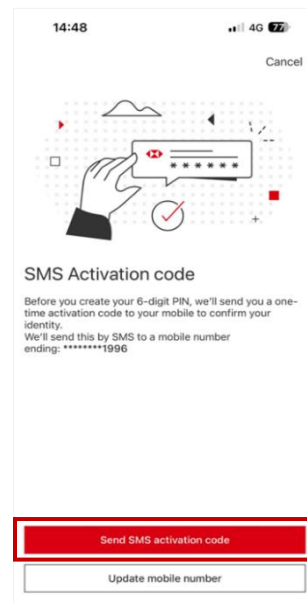 14:48 4G 77
Cancel
* * * * * *
SMS Activation code
Before you create your 6-digit PIN, we'll send you a one-
time activation code to your mobile to confirm your
identity.
We'll send this by SMS to a mobile number
ending: ********1996
Send SMS activation code
Update mobile number